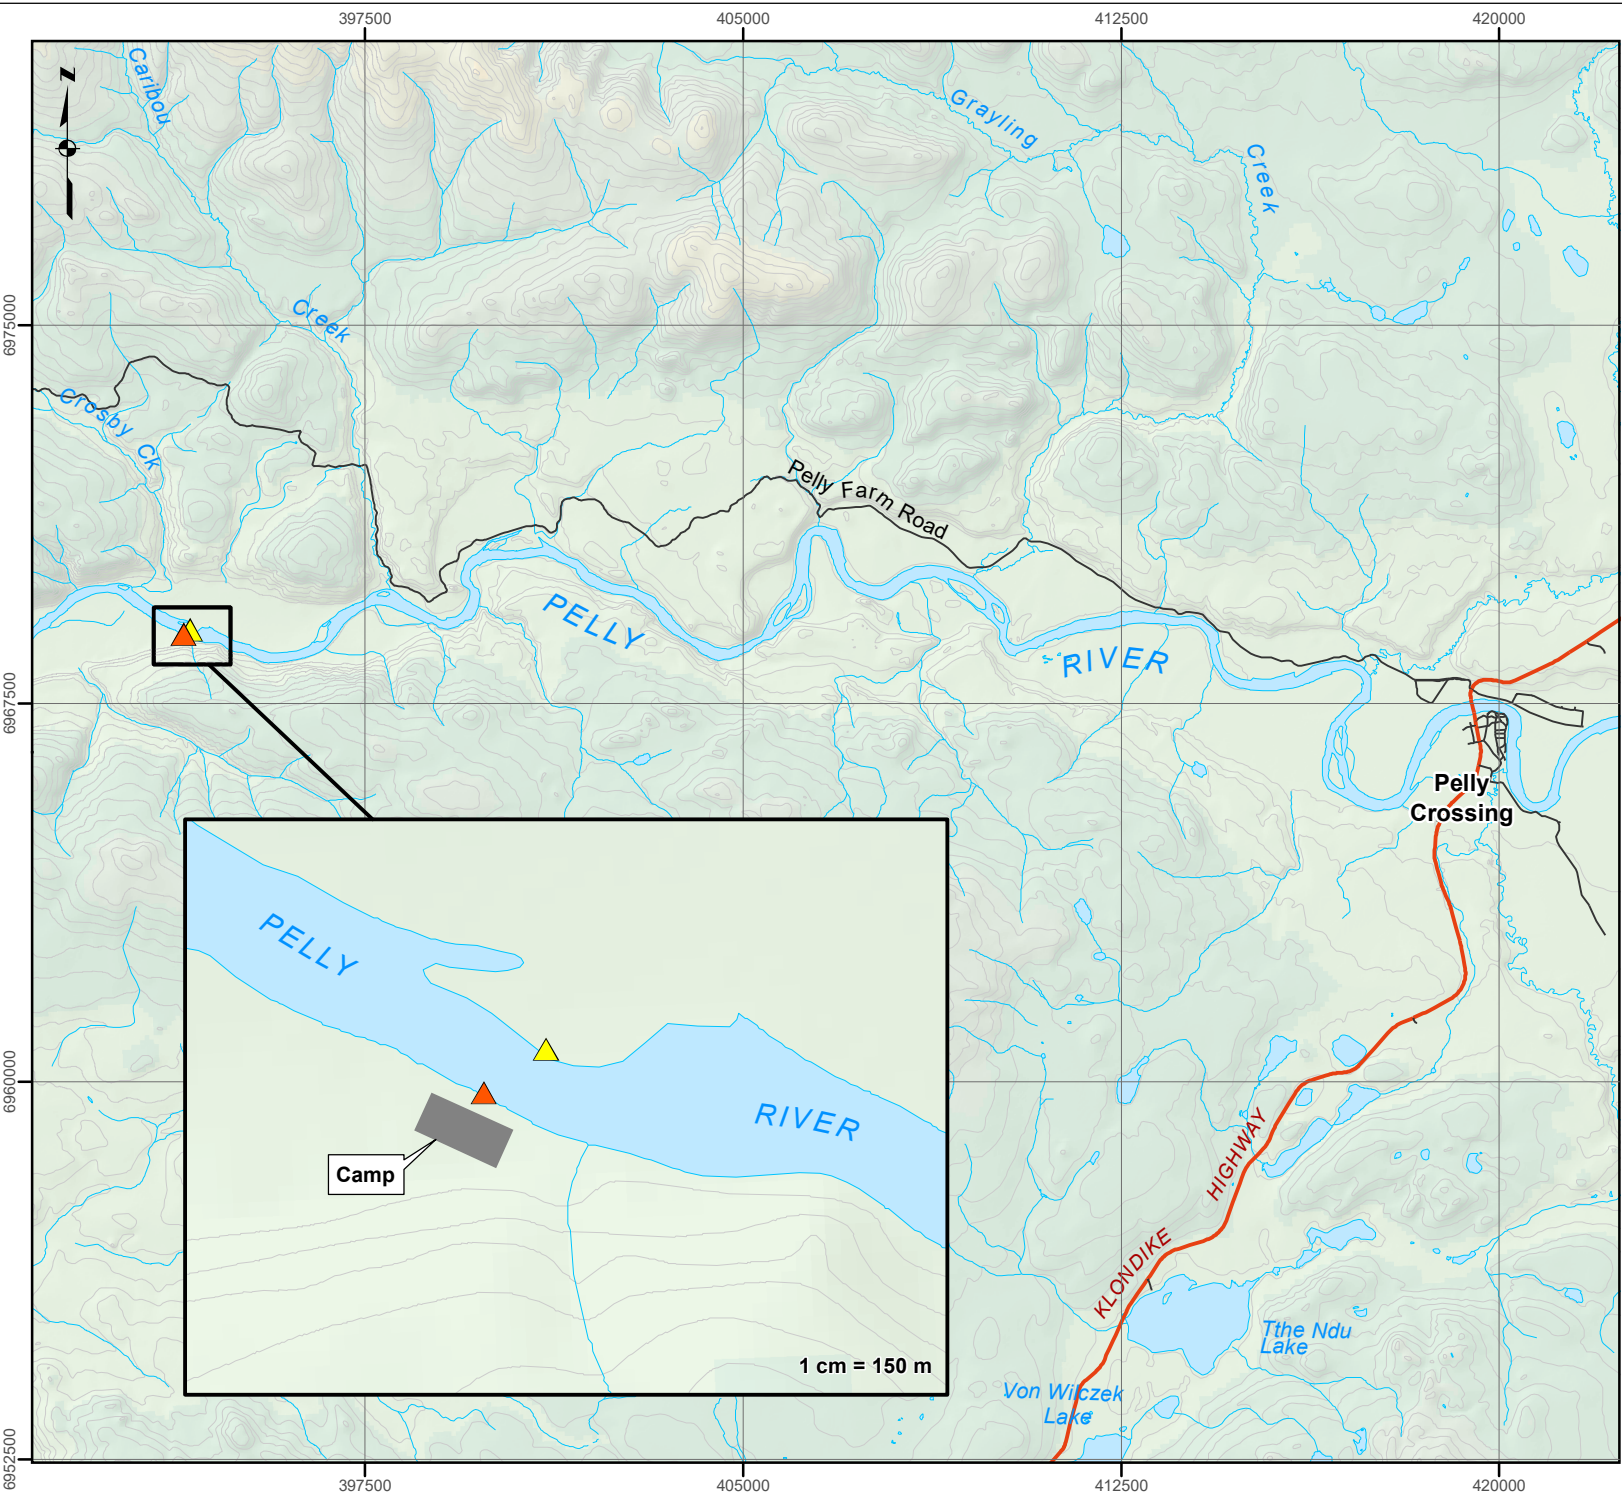 397500 405000 412500 420000
N
Caribou
Grayling
Creek
Creek
6975000
Crosby Ck
Pelly Farm Road
PELLY
RIVER
6967500
Pelly
Crossing
PELLY
RIVER
6960000
Camp
HIGHWAY
KLONDIKE
Tthe Ndu
Lake
1 cm = 150 m
Von Wilczek
Lake
6952500
397500 405000 412500 420000